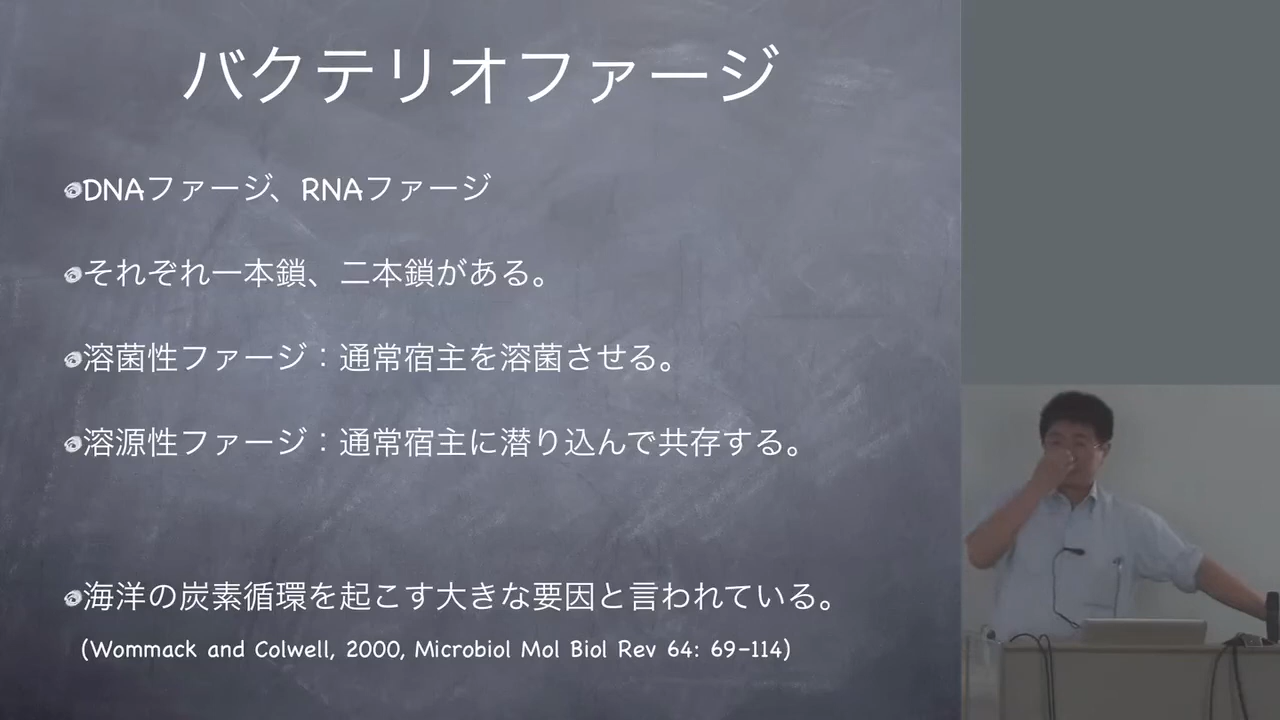 バクテリオファージ
DNAファージ、RNAファージ
それぞれ一本鎖、二本鎖がある。
溶菌性ファージ：通常宿主を溶菌させる。
溶源性ファージ：通常宿主に潜り込んで共存する。
海洋の炭素循環を起こす大きな要因と言われている。
(Wommack and Colwell, 2000, Microbiol Mol Biol Rev 64: 69-114)